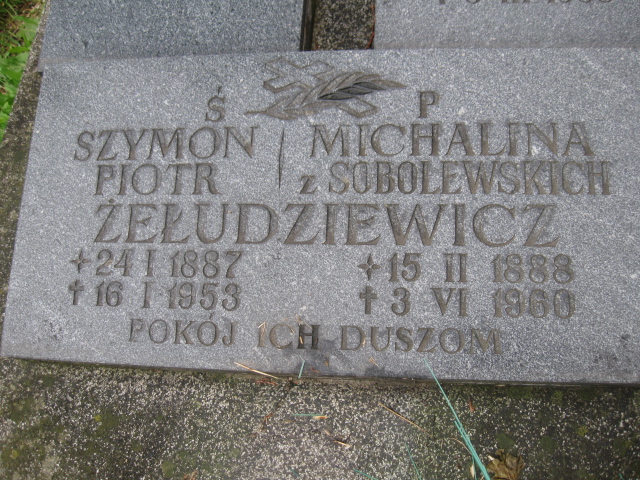 Ś P
SZYMON PIOTR
MICHALINA z SOBOLEWSKICH
ŻEŁUDZIEWICZ
+24 I 1887 +15 II 1888
†16 I 1953 †3 VI 1960
POKÓJ ICH DUSZOM